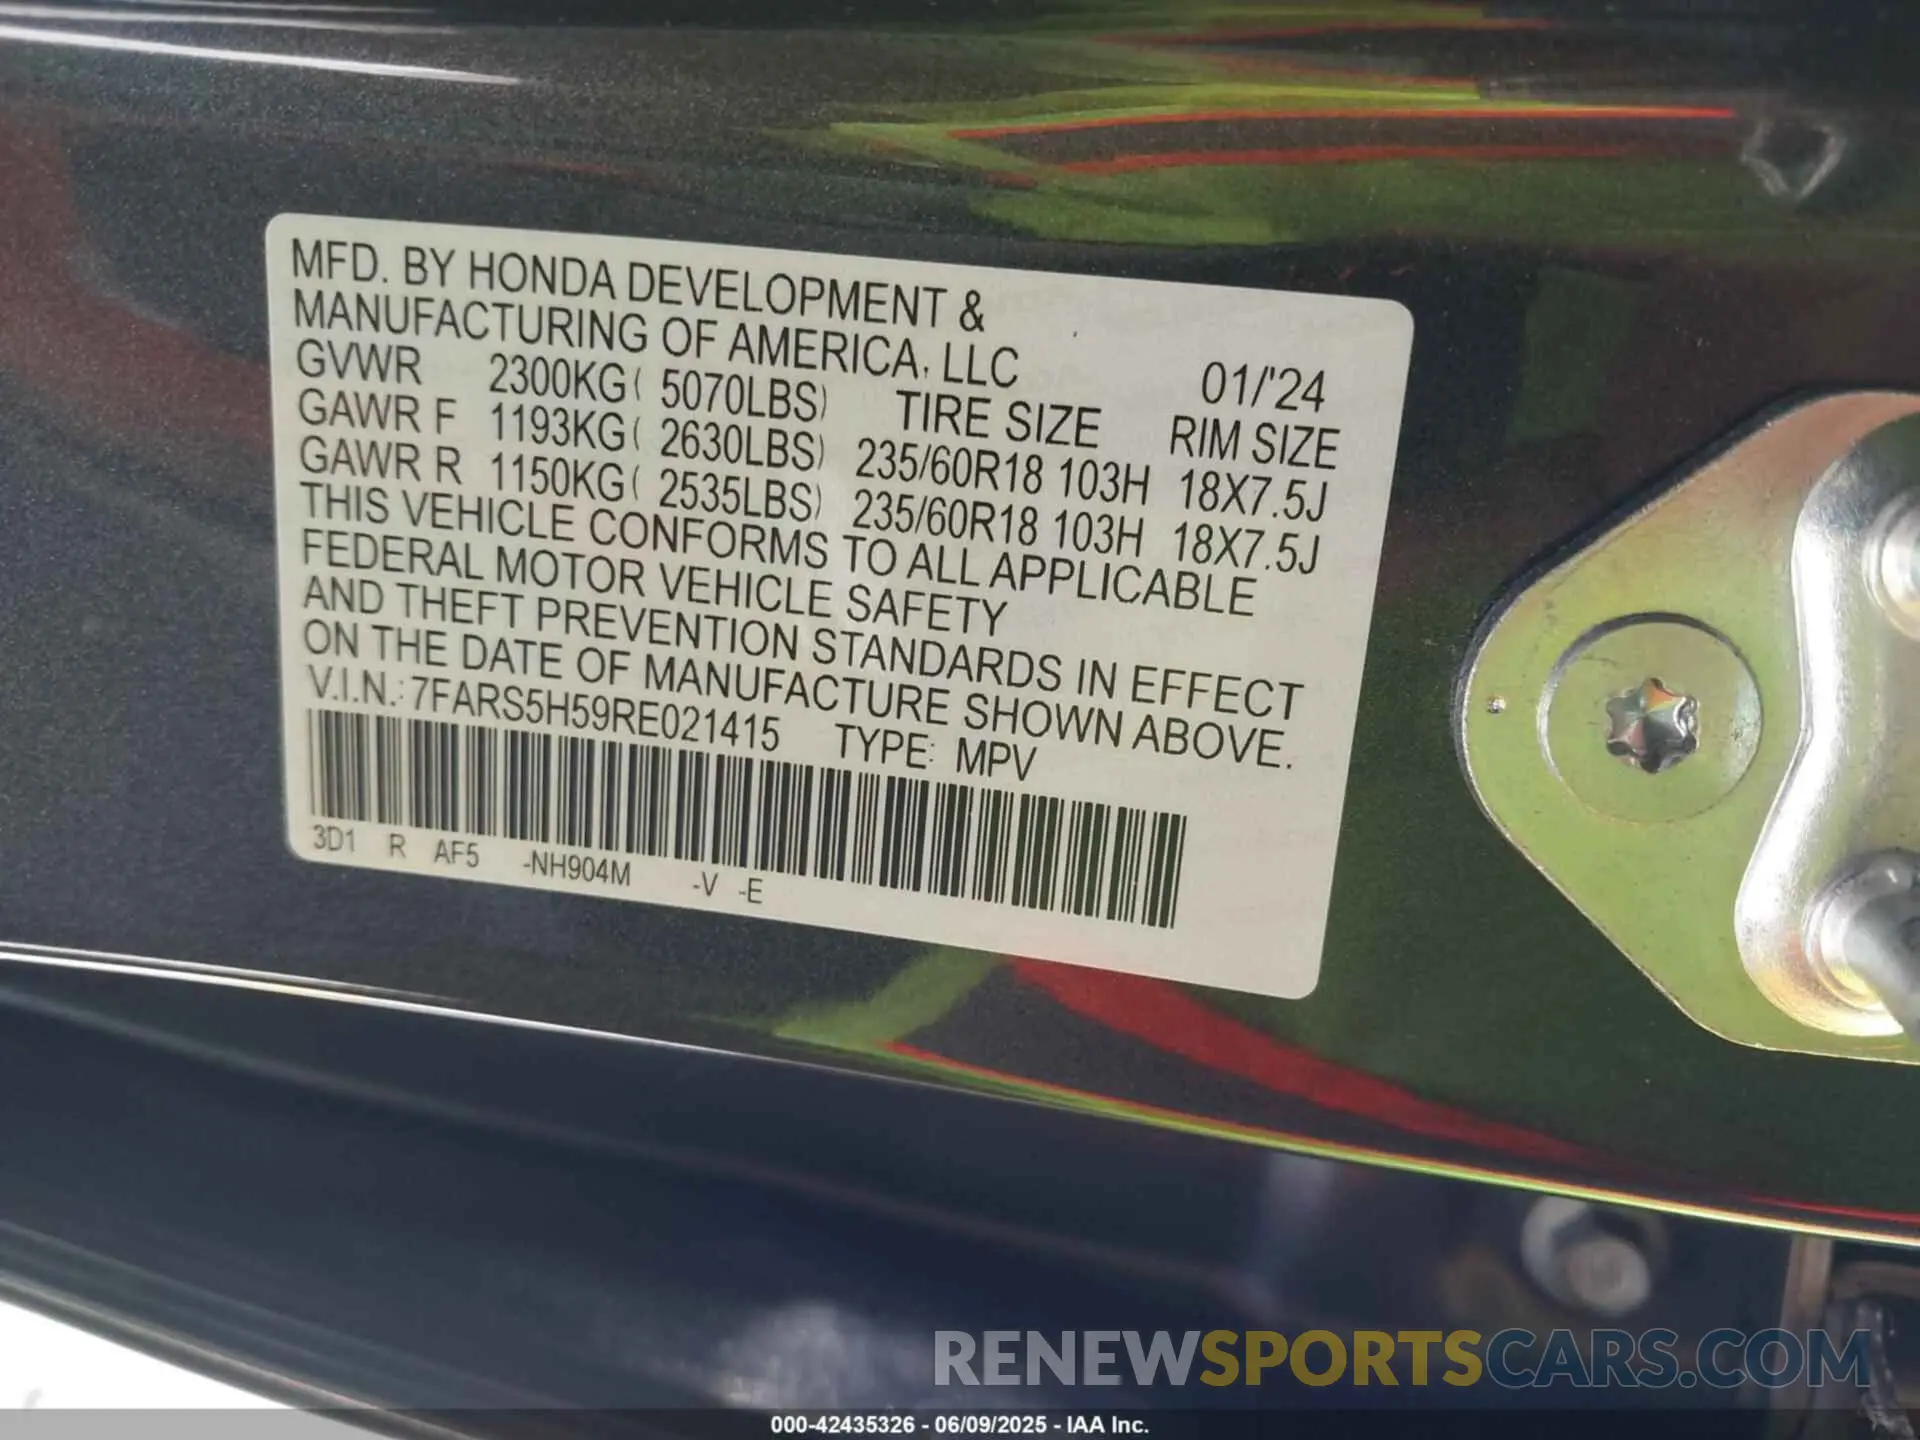 MFD. BY HONDA DEVELOPMENT &
MANUFACTURING OF AMERICA, LLC 01/'24
GVWR 2300KG( 5070LBS) TIRE SIZE RIM SIZE
GAWR F 1193KG( 2630LBS) 235/60R18 103H 18X7.5J
GAWR R 1150KG( 2535LBS) 235/60R18 103H 18X7.5J
THIS VEHICLE CONFORMS TO ALL APPLICABLE
FEDERAL MOTOR VEHICLE SAFETY
AND THEFT PREVENTION STANDARDS IN EFFECT
ON THE DATE OF MANUFACTURE SHOWN ABOVE.
V.I.N.: 7FARS5H59RE021415 TYPE: MPV
3D1 R AF5 -NH904M -V -E
RENEWSPORTSCARS.COM
000-42435326 - 06/09/2025 - IAA Inc.